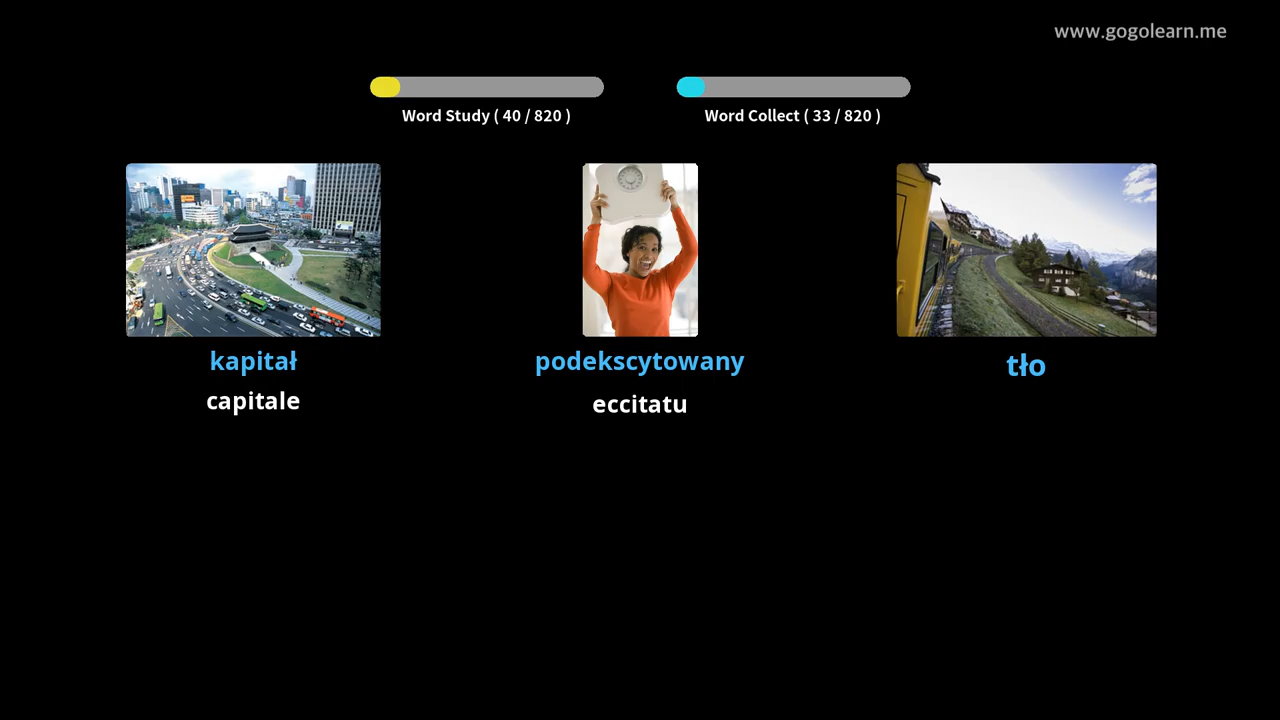 www.gogolearn.me
Word Study ( 40 / 820 )
Word Collect ( 33 / 820 )
kapitał
capitale
podekscytowany
eccitatu
tło